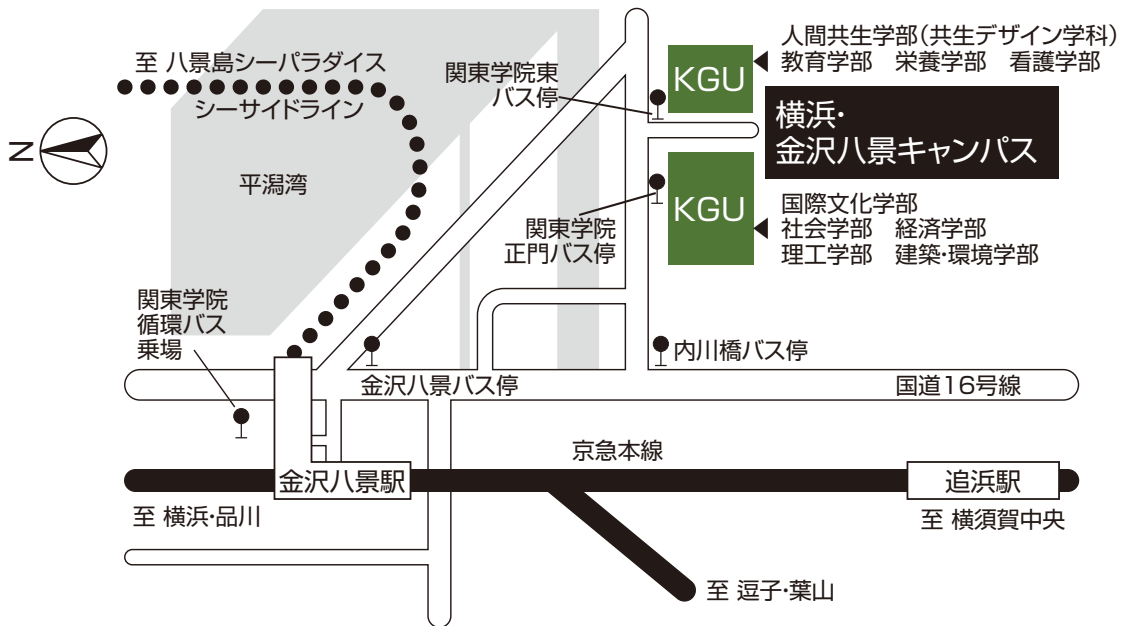 至 八景島シーパラダイス
シーサイドライン
N
平潟湾
関東学院東
バス停
KGU
人間共生学部(共生デザイン学科)
教育学部　栄養学部　看護学部
横浜・
金沢八景キャンパス
KGU
国際文化学部
社会学部　経済学部
理工学部　建築・環境学部
関東学院
正門バス停
関東学院
循環バス
乗場
内川橋バス停
金沢八景バス停
国道16号線
京急本線
金沢八景駅
追浜駅
至 横浜・品川
至 横須賀中央
至 逗子・葉山